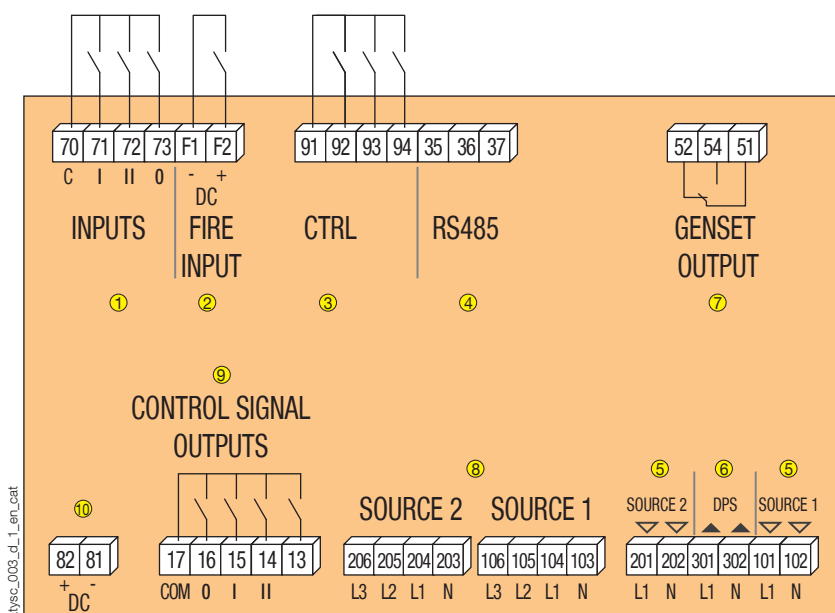 70 71 72 73 F1 F2 91 92 93 94 35 36 37 52 54 51
C I II 0 - +
DC
INPUTS FIRE INPUT CTRL RS485 GENSET OUTPUT
1 2 3 4 7
9
CONTROL SIGNAL
OUTPUTS
8 5 6 5
10
SOURCE 2 SOURCE 1 SOURCE 2 DPS SOURCE 1
82 81 17 16 15 14 13 206 205 204 203 106 105 104 103 201 202 301 302 101 102
+ - COM 0 I II L3 L2 L1 N L3 L2 L1 N L1 N L1 N L1 N
DC
tysc_003_d_1_en_cat